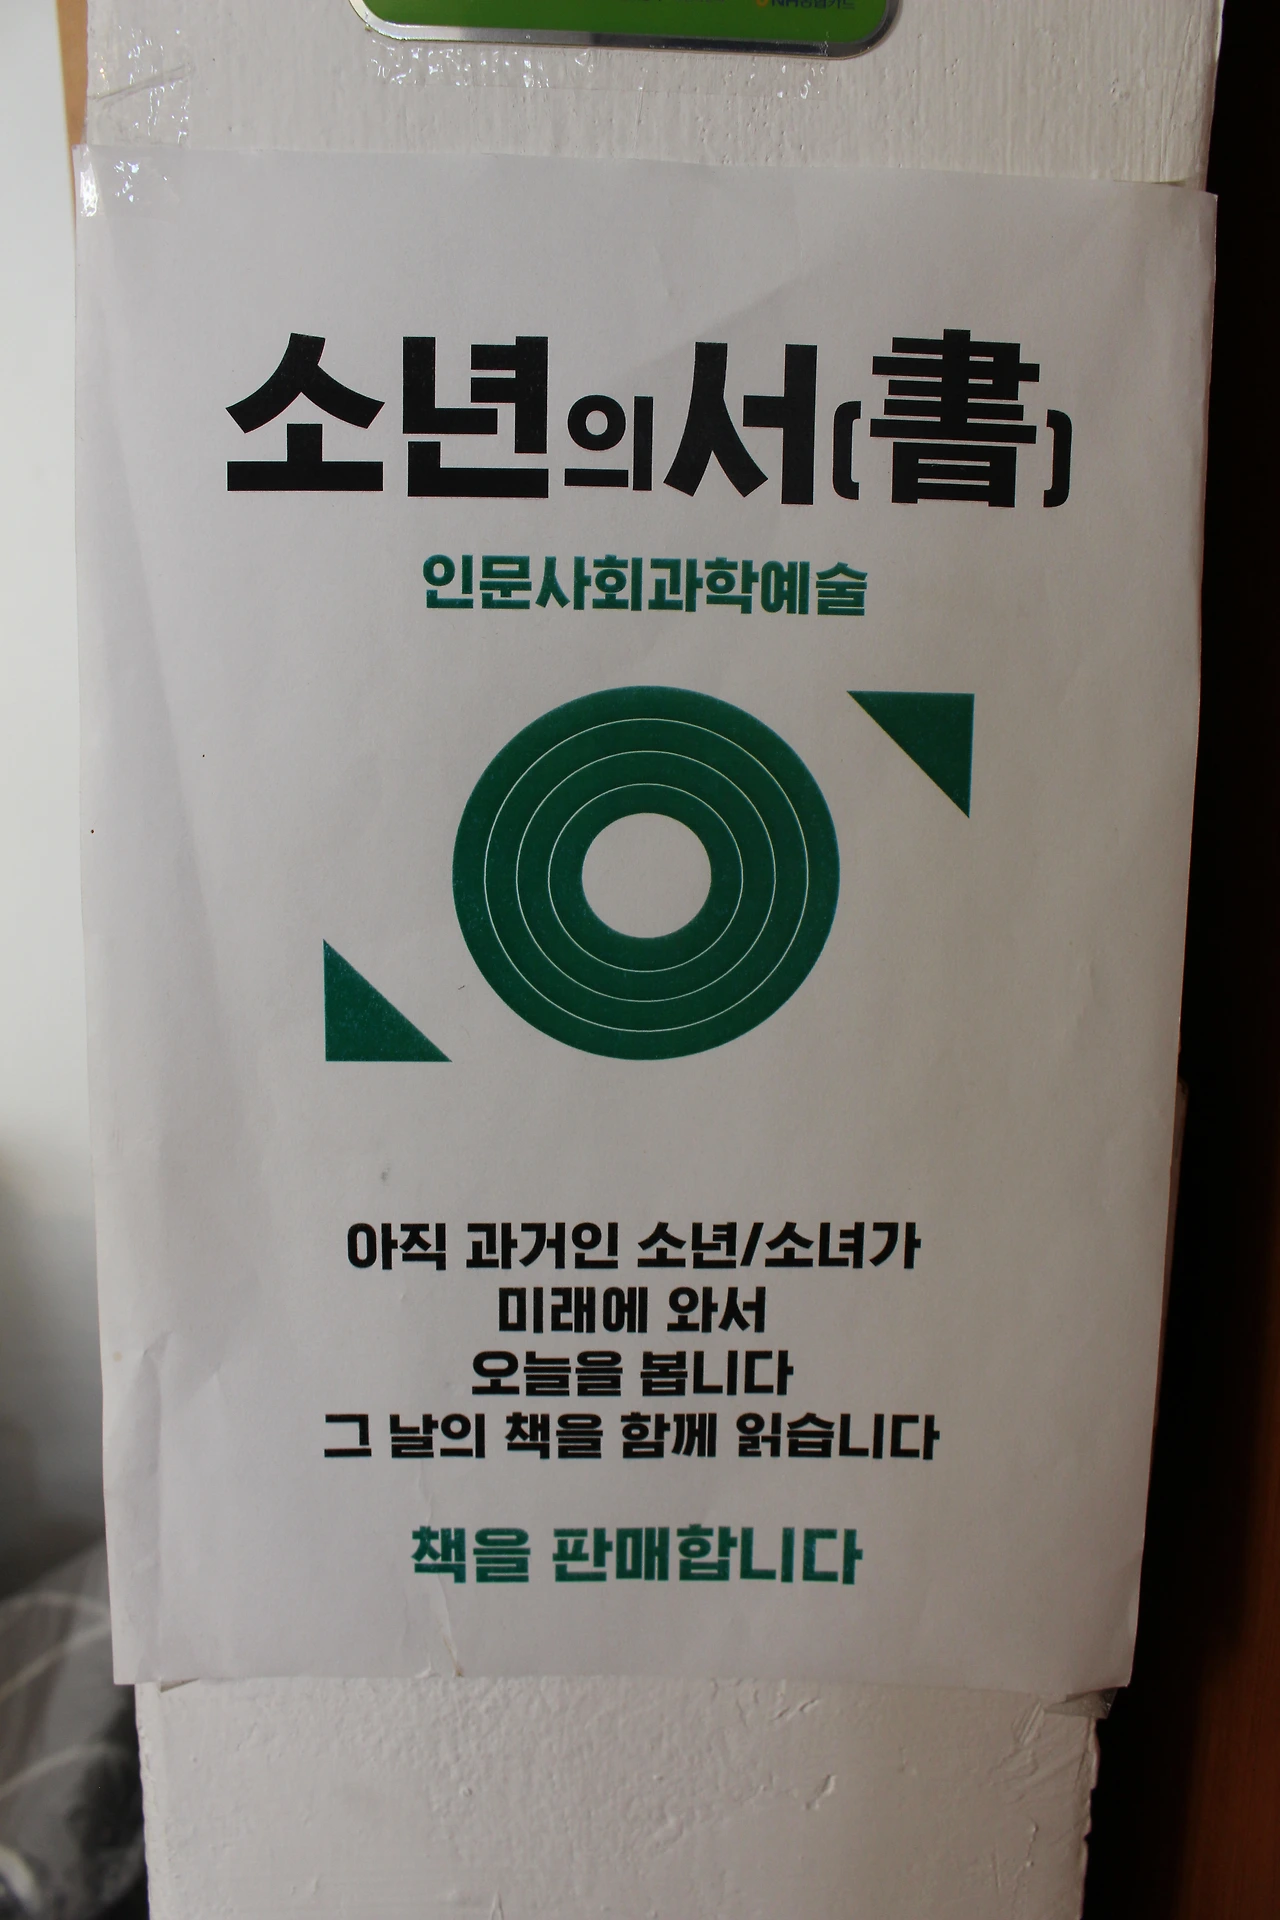 소년의서(書)
인문사회과학예술
아직 과거인 소년/소녀가
미래에 와서
오늘을 봅니다
그 날의 책을 함께 읽습니다
책을 판매합니다